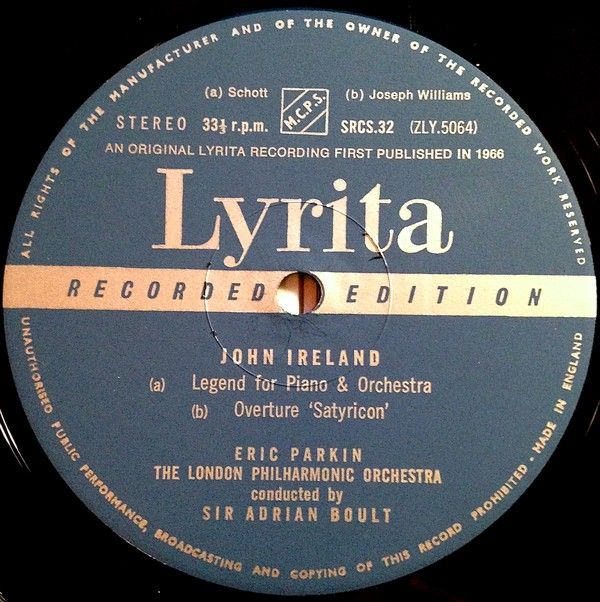 ALL RIGHTS OF THE MANUFACTURER AND OF THE OWNER OF THE RECORDED WORK RESERVED
(a) Schott M.C.P.S. (b) Joseph Williams
STEREO 33⅓ r.p.m. SRCS.32 (ZLY.5064)
AN ORIGINAL LYRITA RECORDING FIRST PUBLISHED IN 1966
Lyrita
RECORDED EDITION
JOHN IRELAND
(a) Legend for Piano & Orchestra
(b) Overture 'Satyricon'
ERIC PARKIN
THE LONDON PHILHARMONIC ORCHESTRA
conducted by
SIR ADRIAN BOULT
UNAUTHORISED PUBLIC PERFORMANCE, BROADCASTING AND COPYING OF THIS RECORD PROHIBITED · MADE IN ENGLAND